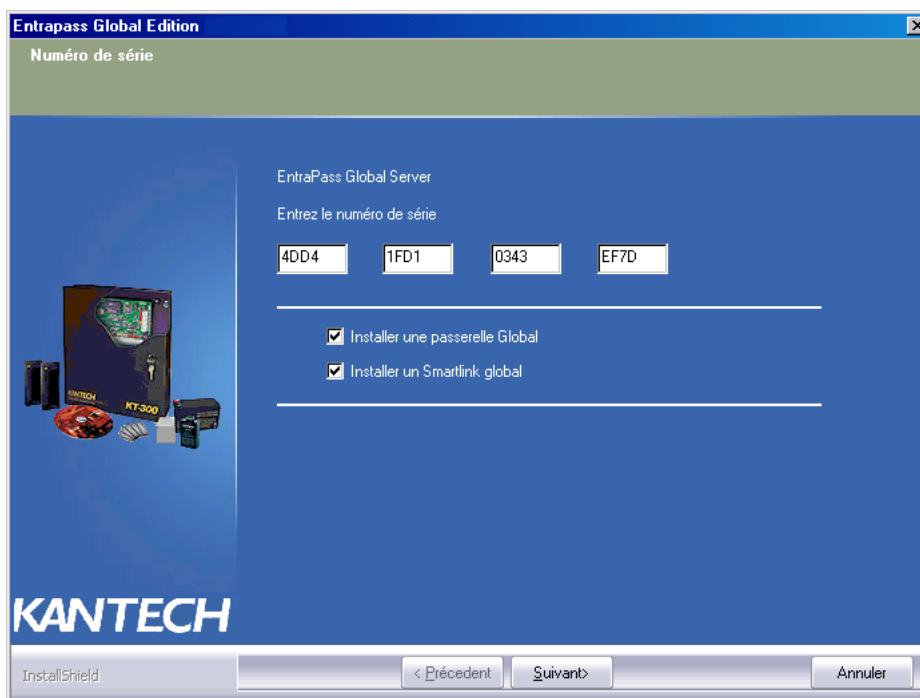 Entrapass Global Edition
Numéro de série
EntraPass Global Server
Entrez le numéro de série
4DD4 1FD1 0343 EF7D
Installer une passerelle Global
Installer un Smartlink global
KANTECH
KT-300
KANTECH
InstallShield
< Précedent
Suivant>
Annuler